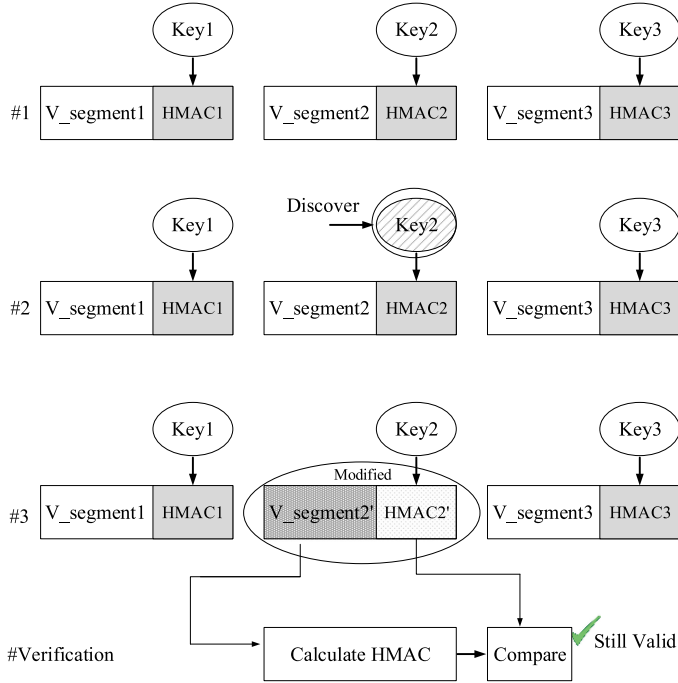 Key1 Key2 Key3
#1 V_segment1 HMAC1 V_segment2 HMAC2 V_segment3 HMAC3
Discover
Key1 Key2 Key3
#2 V_segment1 HMAC1 V_segment2 HMAC2 V_segment3 HMAC3
Key1 Key2 Key3
Modified
#3 V_segment1 HMAC1 V_segment2' HMAC2' V_segment3 HMAC3
#Verification Calculate HMAC Compare Still Valid